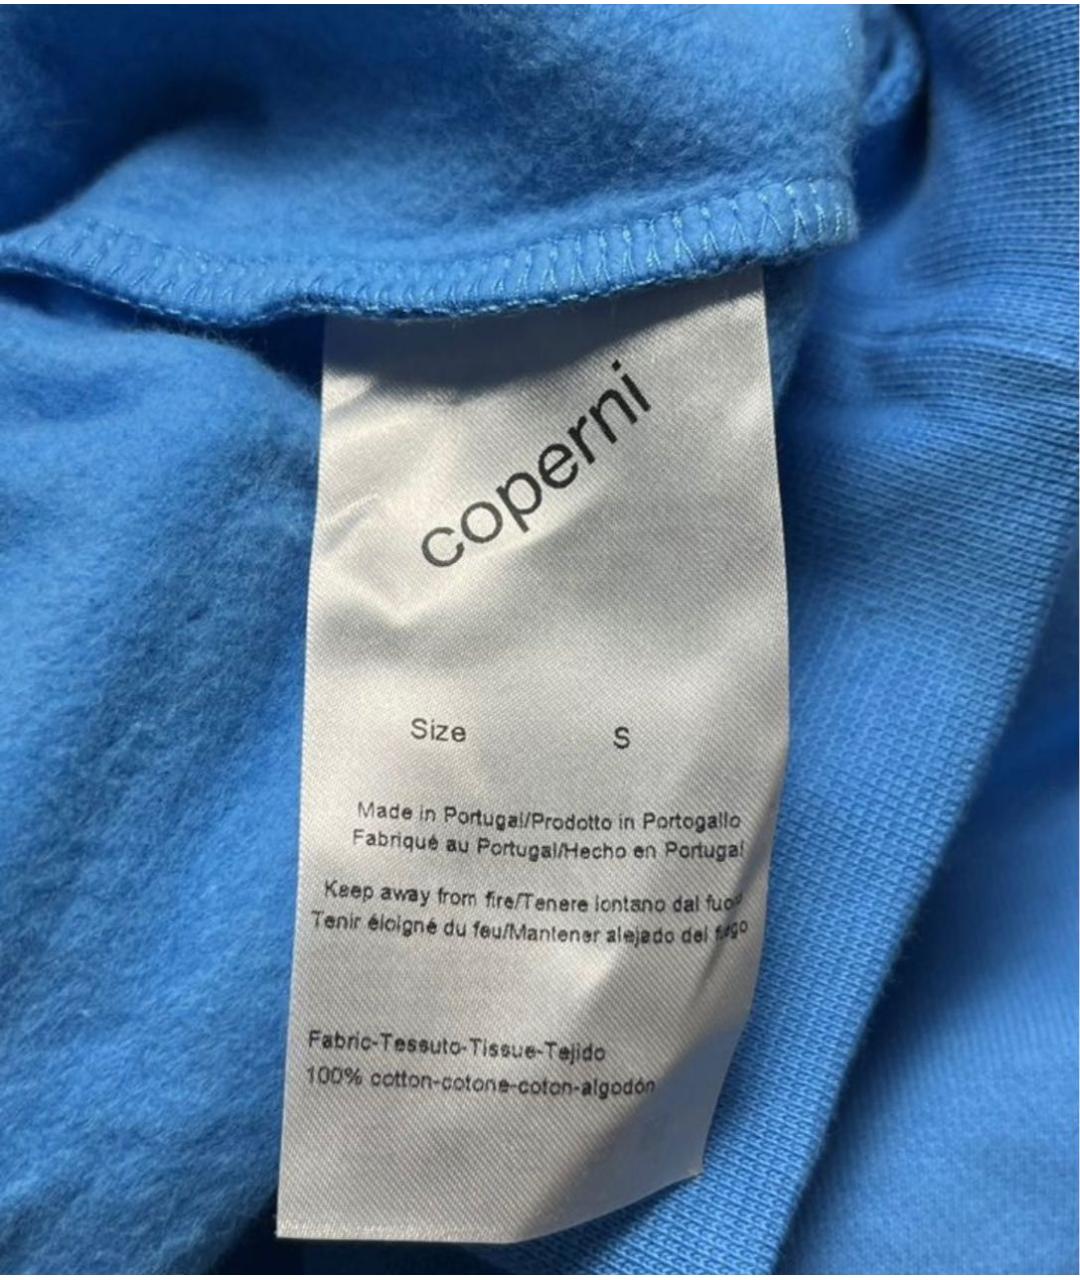 coperni
Size S
Made in Portugal/Prodotto in Portogallo
Fabriqué au Portugal/Hecho en Portugal
Keep away from fire/Tenere lontano dal
Tenir éloigné du feu/Mantener alejado del fuego
Fabric-Tessuto-Tissue-Tejido
100% cotton-cotone-coton-algodón